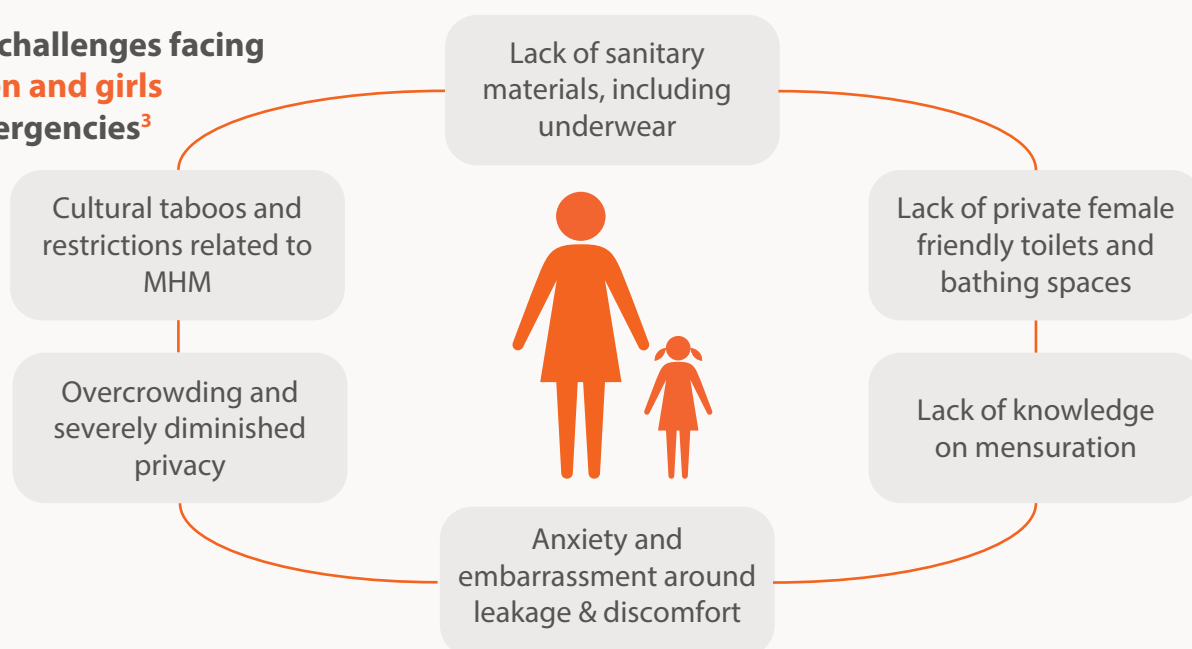 challenges facing
and girls
Lack of sanitary
materials, including
underwear
Lack of private female
friendly toilets and
bathing spaces
Lack of knowledge
on mensuration
Anxiety and
embarrassment around
leakage & discomfort
Overcrowding and
severely diminished
privacy
Cultural taboos and
restrictions related to
MHM